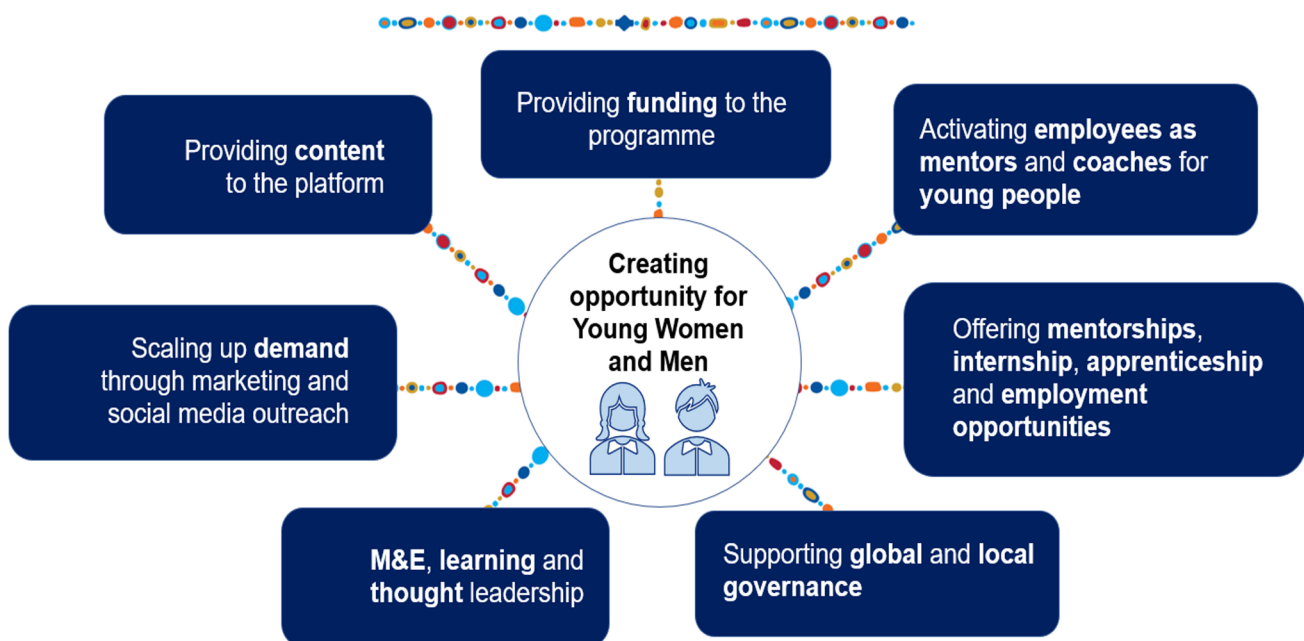 Providing funding to the
programme
Providing content
to the platform
Activating employees as
mentors and coaches for
young people
Creating
opportunity for
Young Women
and Men
Scaling up demand
through marketing and
social media outreach
Offering mentorships,
internship, apprenticeship
and employment
opportunities
M&E, learning and
thought leadership
Supporting global and local
governance